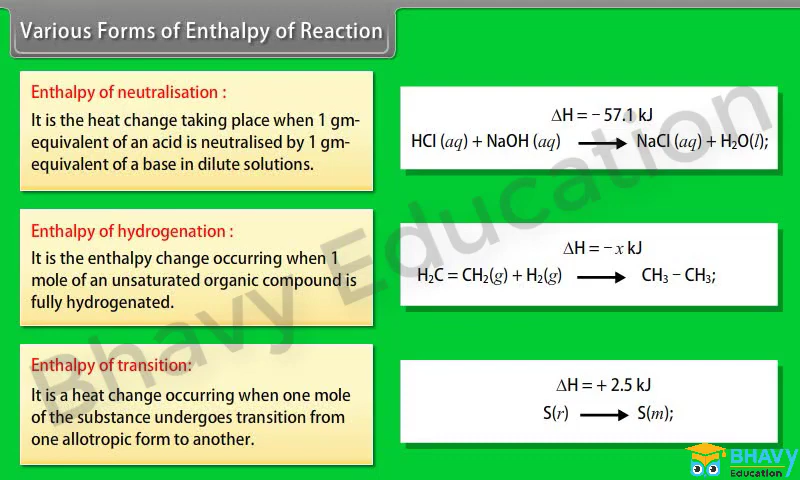 Various Forms of Enthalpy of Reaction
Enthalpy of neutralisation :
It is the heat change taking place when 1 gm-
equivalent of an acid is neutralised by 1 gm-
equivalent of a base in dilute solutions.
ΔH = − 57.1 kJ
HCl (aq) + NaOH (aq) ⟶ NaCl (aq) + H₂O(l);
Enthalpy of hydrogenation :
It is the enthalpy change occurring when 1
mole of an unsaturated organic compound is
fully hydrogenated.
ΔH = − x kJ
H₂C = CH₂(g) + H₂(g) ⟶ CH₃ − CH₃;
Enthalpy of transition:
It is a heat change occurring when one mole
of the substance undergoes transition from
one allotropic form to another.
ΔH = + 2.5 kJ
S(r) ⟶ S(m);
Bhavy Education
BHAVY
Education